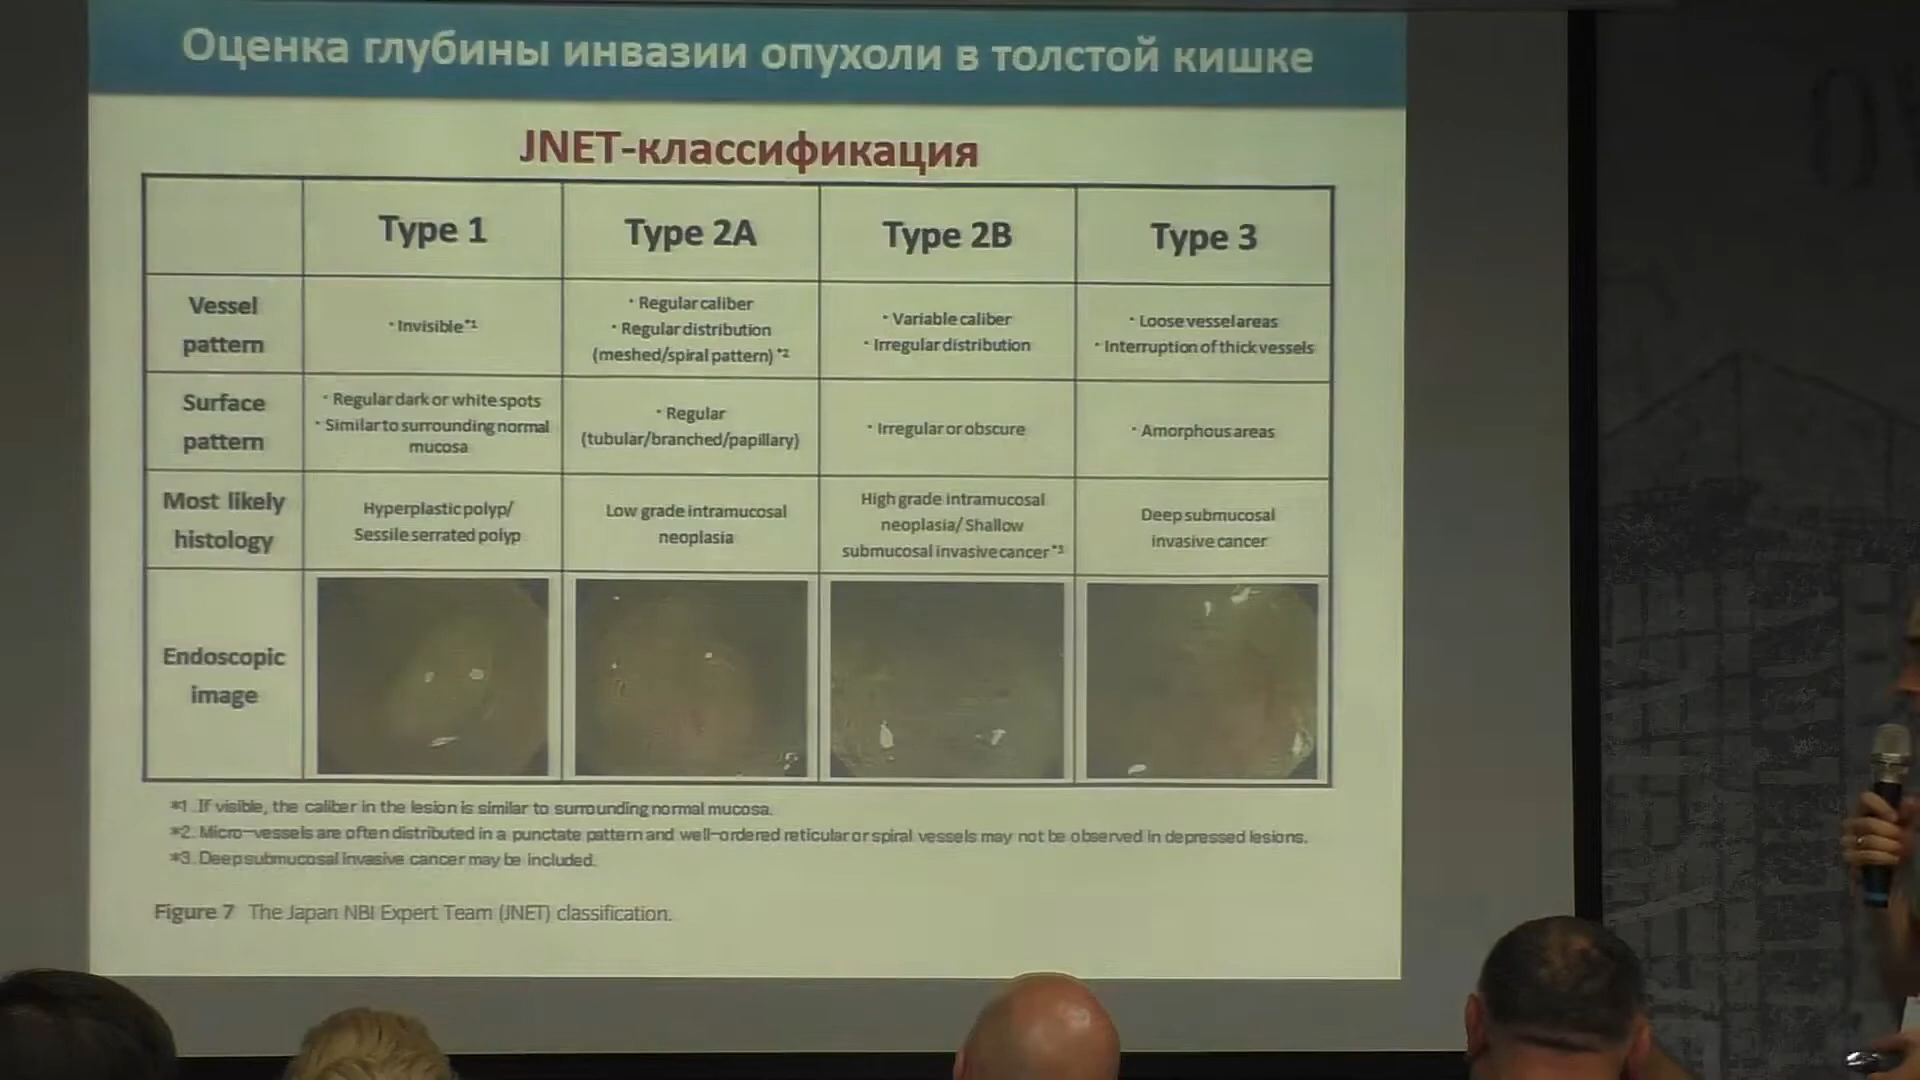 Оценка глубины инвазии опухоли в толстой кишке
JNET-классификация
Type 1
Type 2A
Type 2B
Type 3
Vessel
pattern
• Invisible*1
• Regular caliber
• Regular distribution
(meshed/spiral pattern) *2
• Variable caliber
• Irregular distribution
• Loose vessel areas
• Interruption of thick vessels
Surface
pattern
• Regular dark or white spots
• Similar to surrounding normal
mucosa
• Regular
(tubular/branched/papillary)
• Irregular or obscure
• Amorphous areas
Most likely
histology
Hyperplastic polyp/
Sessile serrated polyp
Low grade intramucosal
neoplasia
High grade intramucosal
neoplasia/ Shallow
submucosal invasive cancer *3
Deep submucosal
invasive cancer
Endoscopic
image
*1. If visible, the caliber in the lesion is similar to surrounding normal mucosa.
*2. Micro-vessels are often distributed in a punctate pattern and well-ordered reticular or spiral vessels may not be observed in depressed lesions.
*3. Deep submucosal invasive cancer may be included.
Figure 7 The Japan NBI Expert Team (JNET) classification.